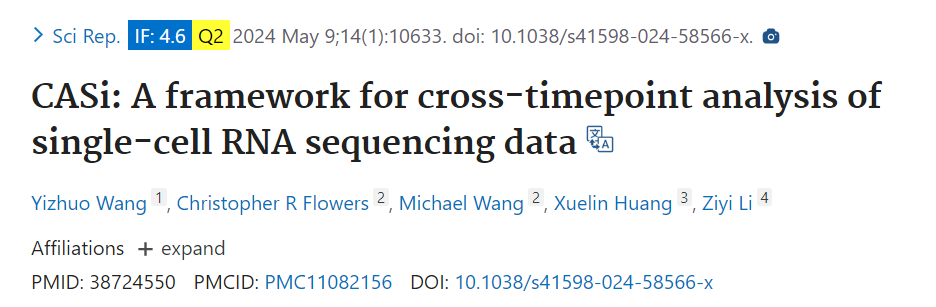 Sci Rep. IF: 4.6 Q2 2024 May 9;14(1):10633. doi: 10.1038/s41598-024-58566-x.
CASi: A framework for cross-timepoint analysis of
single-cell RNA sequencing data
Yizhuo Wang 1, Christopher R Flowers 2, Michael Wang 2, Xuelin Huang 3, Ziyi Li 4
Affiliations + expand
PMID: 38724550 PMCID: PMC11082156 DOI: 10.1038/s41598-024-58566-x